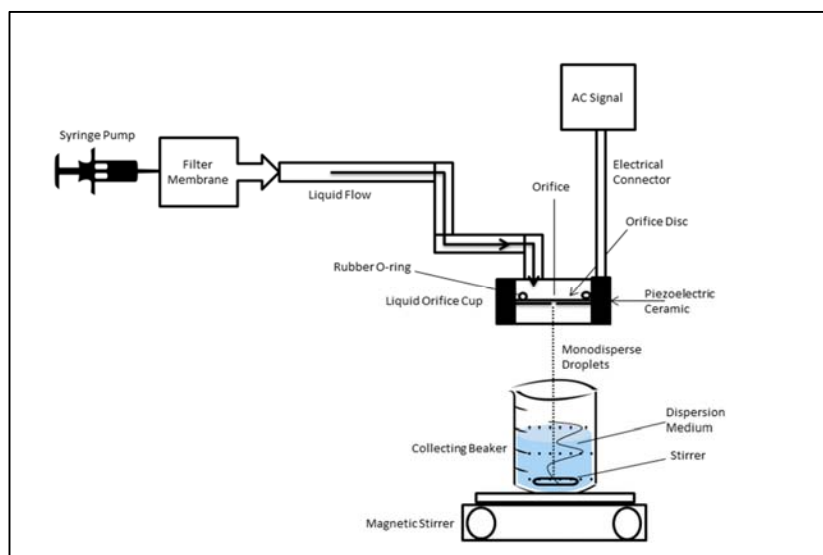 AC Signal
Syringe Pump
Filter
Membrane
Electrical
Connector
Liquid Flow
Orifice
Orifice Disc
Rubber O-ring
Liquid Orifice Cup
Piezoelectric
Ceramic
Monodisperse
Droplets
Dispersion
Medium
Collecting Beaker
Stirrer
Magnetic Stirrer